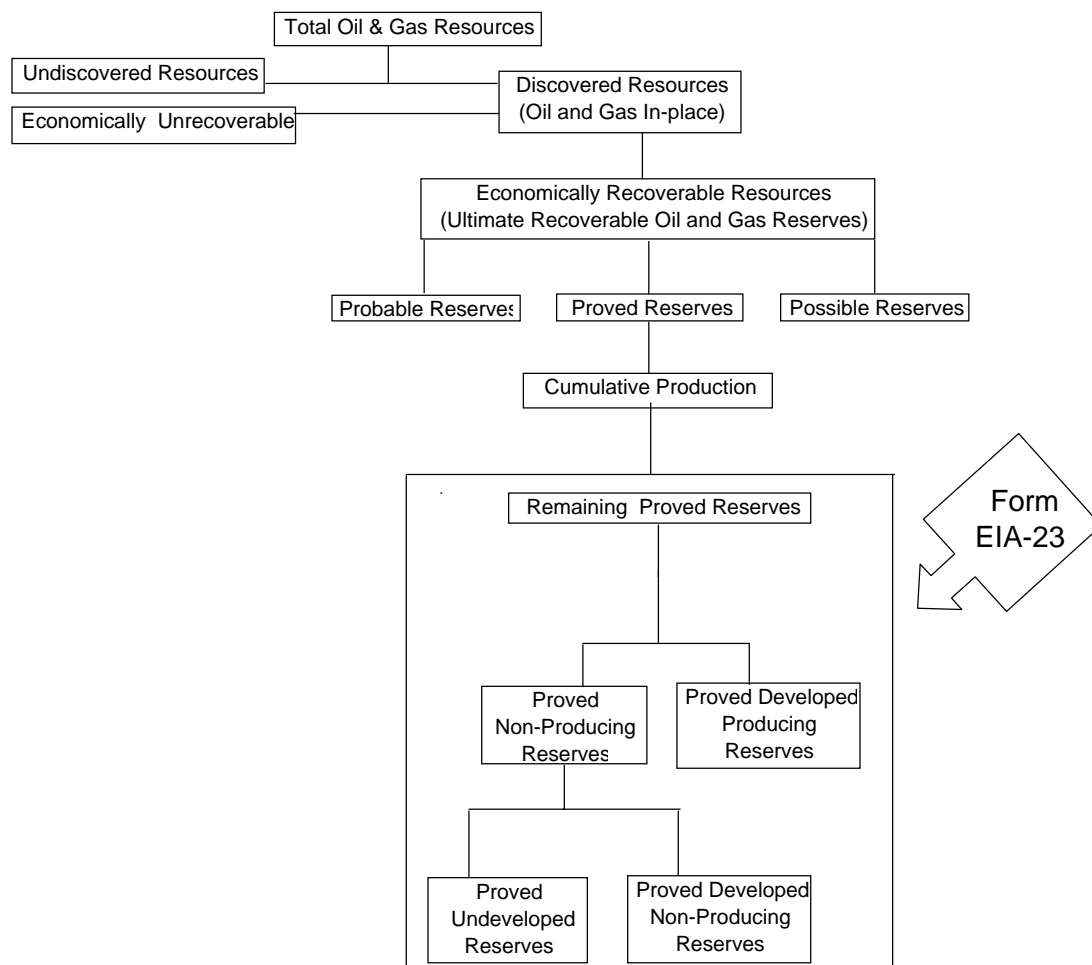 Total Oil & Gas Resources
Undiscovered Resources
Discovered Resources
(Oil and Gas In-place)
Economically Unrecoverable
Economically Recoverable Resources
(Ultimate Recoverable Oil and Gas Reserves)
Probable Reserves
Proved Reserves
Possible Reserves
Cumulative Production
Remaining Proved Reserves
Form
EIA-23
Proved
Non-Producing
Reserves
Proved Developed
Producing
Reserves
Proved
Undeveloped
Reserves
Proved Developed
Non-Producing
Reserves